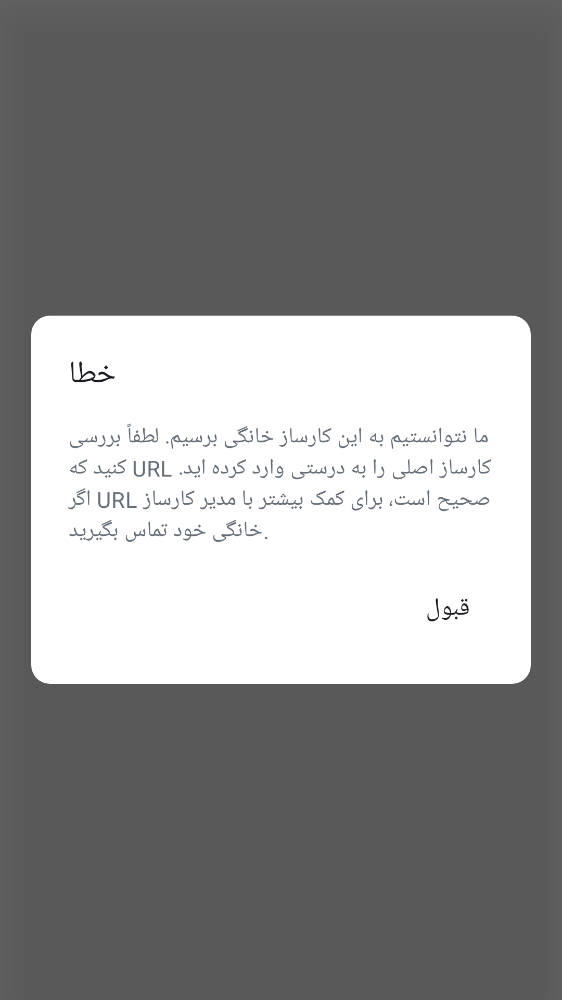 خطا
ما نتوانستیم به این کارساز خانگی برسیم. لطفاً بررسی
کنید که URL کارساز اصلی را به درستی وارد کرده اید.
اگر URL صحیح است، برای کمک بیشتر با مدیر کارساز
خانگی خود تماس بگیرید.
قبول